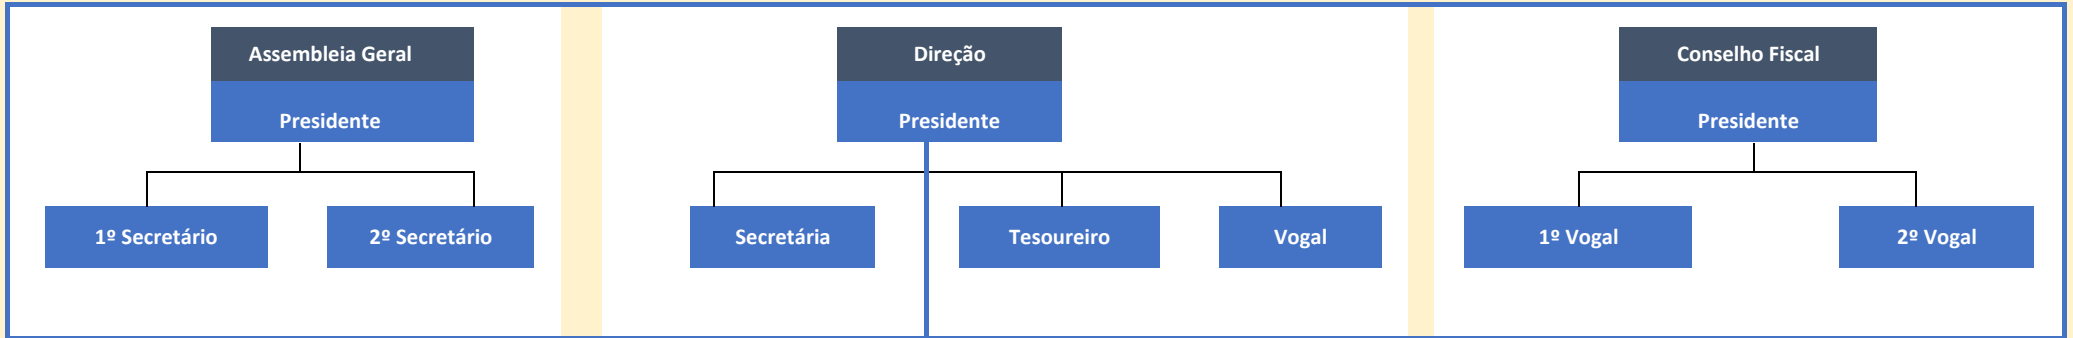 Assembleia Geral
Presidente
1º Secretário
2º Secretário
Direção
Presidente
Secretária
Tesoureiro
Vogal
Conselho Fiscal
Presidente
1º Vogal
2º Vogal